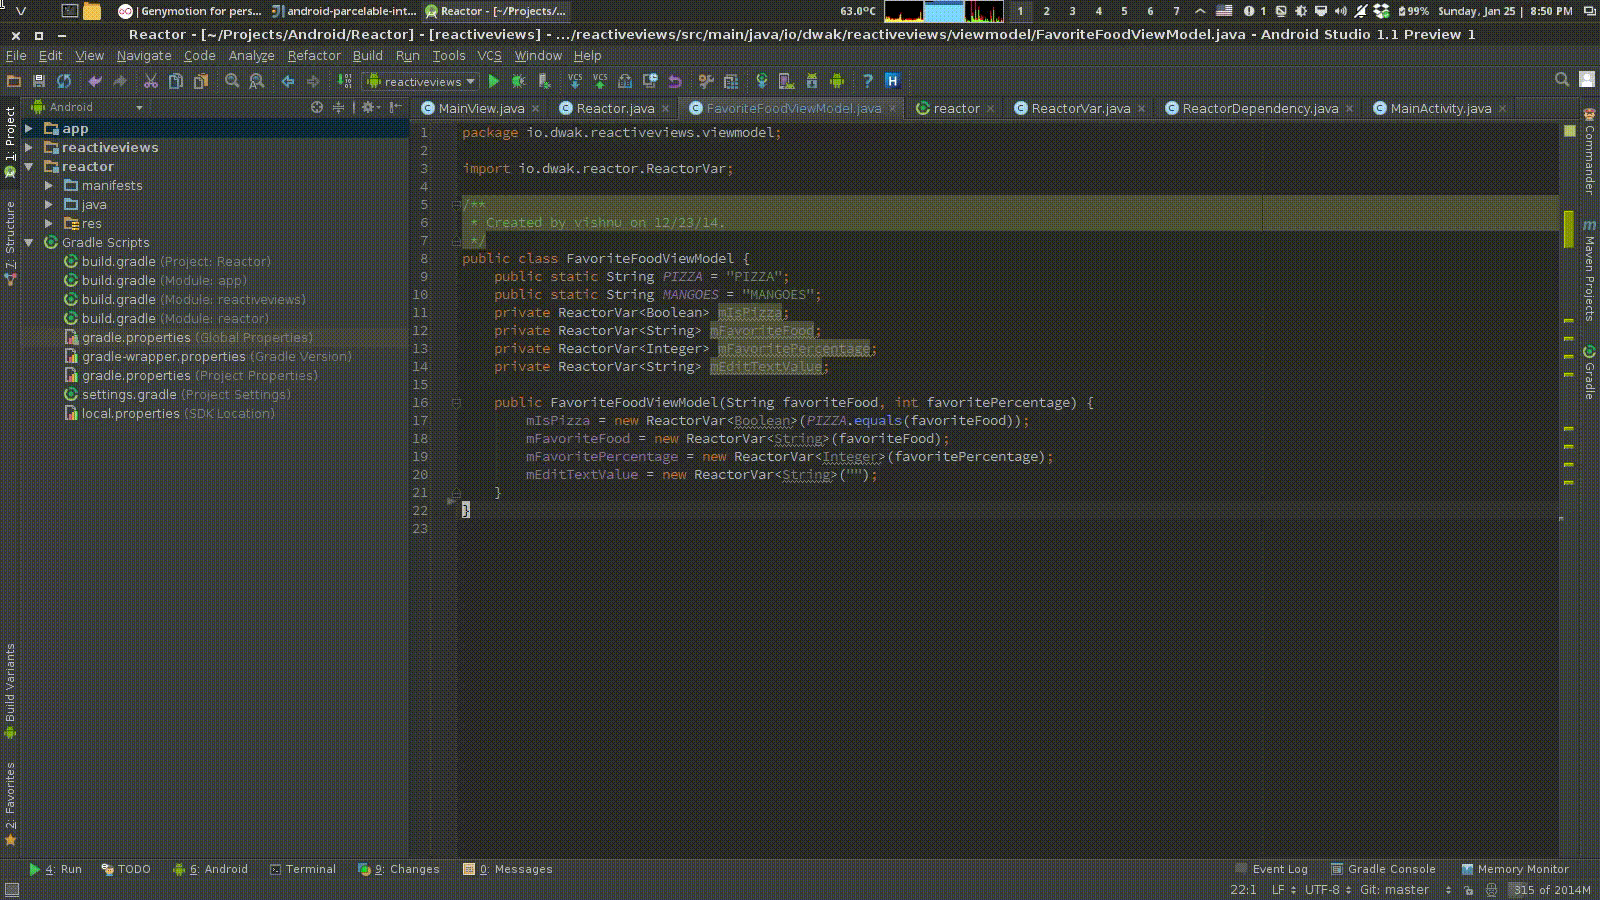 V | Genymotion for pers... android-parcelable-int... Reactor - [~/Projects/... 63.0°C 1 2 3 4 5 6 7 1 99% Sunday, Jan 25 | 8:50 PM
Reactor - [~/Projects/Android/Reactor] - [reactiveviews] - .../reactiveviews/src/main/java/io/dwak/reactiveviews/viewmodel/FavoriteFoodViewModel.java - Android Studio 1.1 Preview 1
File Edit View Navigate Code Analyze Refactor Build Run Tools VCS Window Help
reactiveviews VCS VCS ? H
Android
MainView.java Reactor.java FavoriteFoodViewModel.java reactor ReactorVar.java ReactorDependency.java MainActivity.java
1: Project
7: Structure
Build Variants
2: Favorites
app
reactiveviews
reactor
manifests
java
res
Gradle Scripts
build.gradle (Project: Reactor)
build.gradle (Module: app)
build.gradle (Module: reactiveviews)
build.gradle (Module: reactor)
gradle.properties (Global Properties)
gradle-wrapper.properties (Gradle Version)
gradle.properties (Project Properties)
settings.gradle (Project Settings)
local.properties (SDK Location)
1 package io.dwak.reactiveviews.viewmodel;
2
3 import io.dwak.reactor.ReactorVar;
4
5 /**
6 * Created by vishnu on 12/23/14.
7 */
8 public class FavoriteFoodViewModel {
9 public static String PIZZA = "PIZZA";
10 public static String MANGOES = "MANGOES";
11 private ReactorVar<Boolean> mIsPizza;
12 private ReactorVar<String> mFavoriteFood;
13 private ReactorVar<Integer> mFavoritePercentage;
14 private ReactorVar<String> mEditTextValue;
15
16 public FavoriteFoodViewModel(String favoriteFood, int favoritePercentage) {
17 mIsPizza = new ReactorVar<Boolean>(PIZZA.equals(favoriteFood));
18 mFavoriteFood = new ReactorVar<String>(favoriteFood);
19 mFavoritePercentage = new ReactorVar<Integer>(favoritePercentage);
20 mEditTextValue = new ReactorVar<String>("");
21 }
22 }
23
Commander
m Maven Projects
Gradle
4: Run TODO 6: Android Terminal 9: Changes 0: Messages Event Log Gradle Console Memory Monitor
22:1 LF UTF-8 Git: master 315 of 2014M